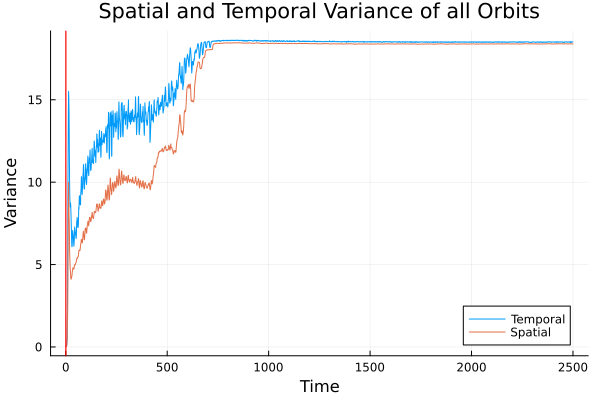 Spatial and Temporal Variance of all Orbits
Variance
15
10
5
0
0
500
1000
1500
2000
2500
Time
Temporal
Spatial